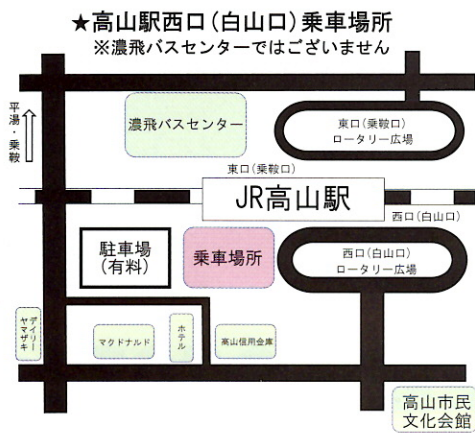 ★高山駅西口(白山口)乗車場所
※濃飛バスセンターではございません
平湯・乗鞍
濃飛バスセンター
東口(乗鞍口)
ロータリー広場
東口(乗鞍口)
JR高山駅
西口(白山口)
駐車場
(有料)
乗車場所
西口(白山口)
ロータリー広場
デイリー
ヤマザキ
マクドナルド
ホテル
高山信用金庫
高山市民
文化会館